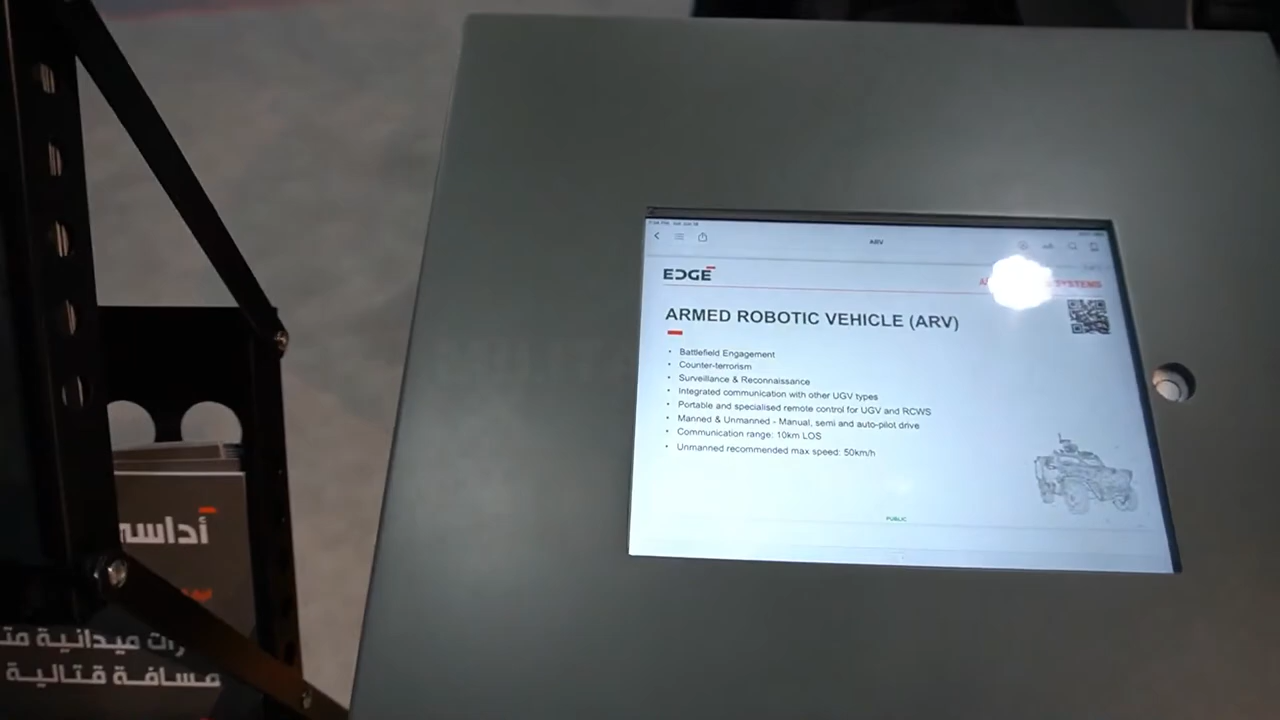 ARV
EDGE
SYSTEMS
ARMED ROBOTIC VEHICLE (ARV)
• Battlefield Engagement
• Counter-terrorism
• Surveillance & Reconnaissance
• Integrated communication with other UGV types
• Portable and specialised remote control for UGV and RCWS
• Manned & Unmanned - Manual, semi and auto-pilot drive
• Communication range: 10km LOS
• Unmanned recommended max speed: 50km/h
PUBLIC
أداسي
ميدانية
مسافة قتالية